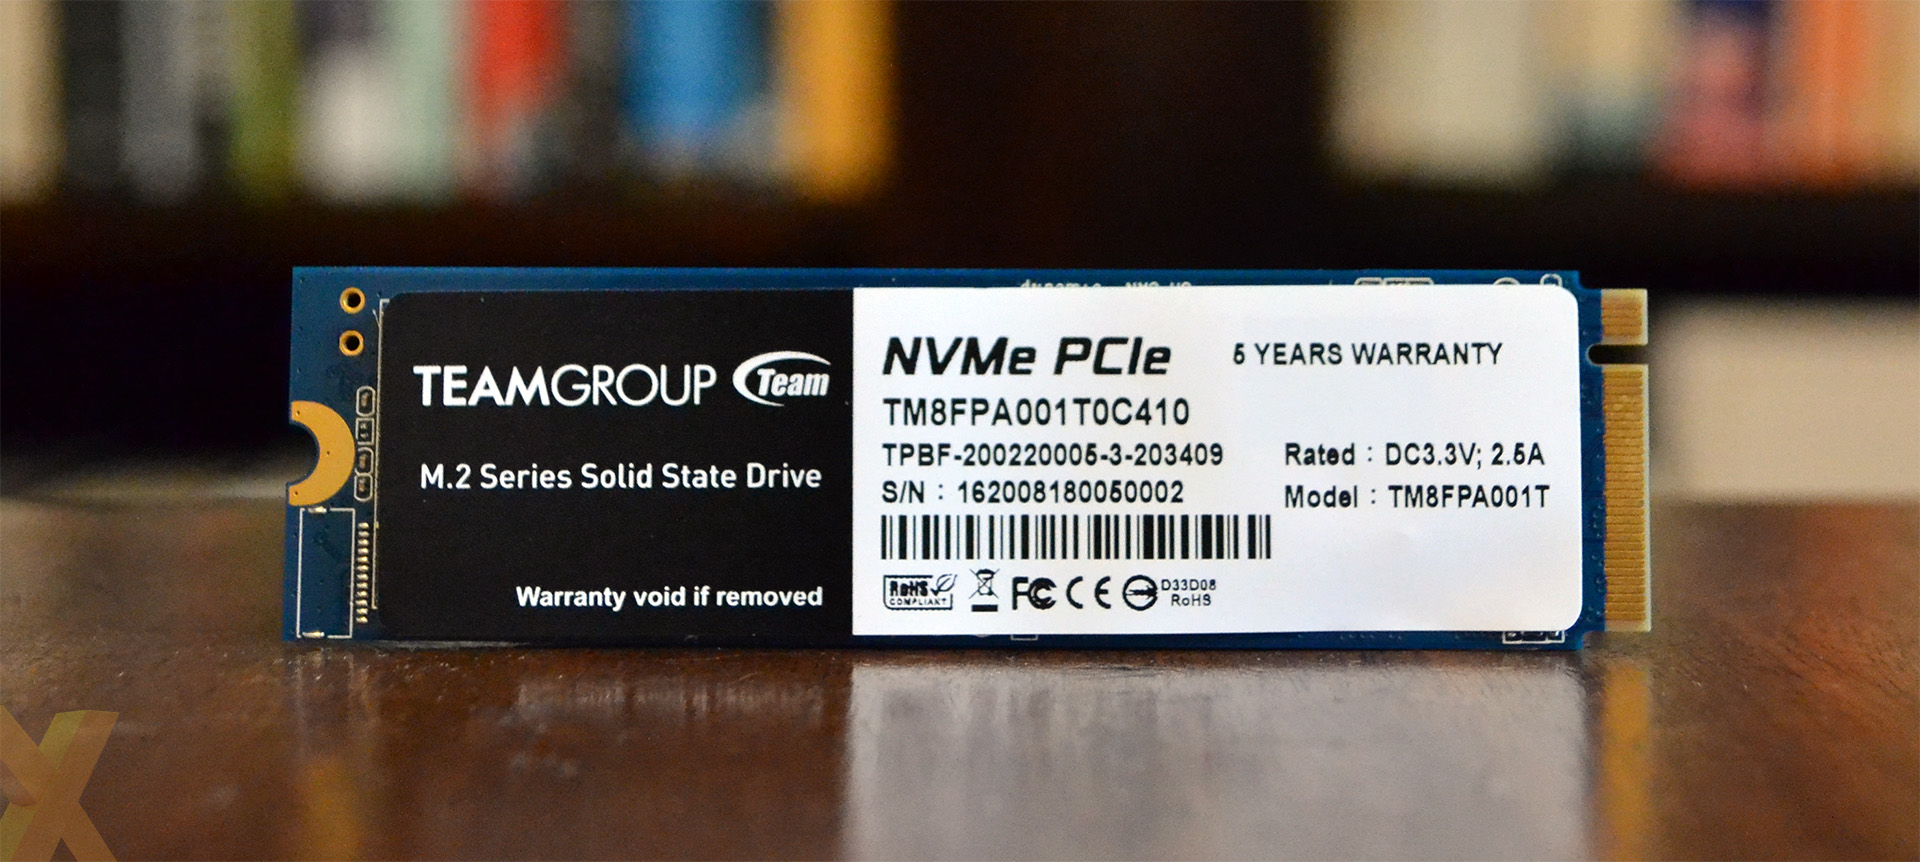 TEAMGROUP Team
M.2 Series Solid State Drive
Warranty void if removed
NVMe PCIe
5 YEARS WARRANTY
TM8FPA001T0C410
TPBF-200220005-3-203409
S/N : 162008180050002
Rated : DC3.3V; 2.5A
Model : TM8FPA001T
RoHS
COMPLIANT
FC CE
D33D08
RoHS
X